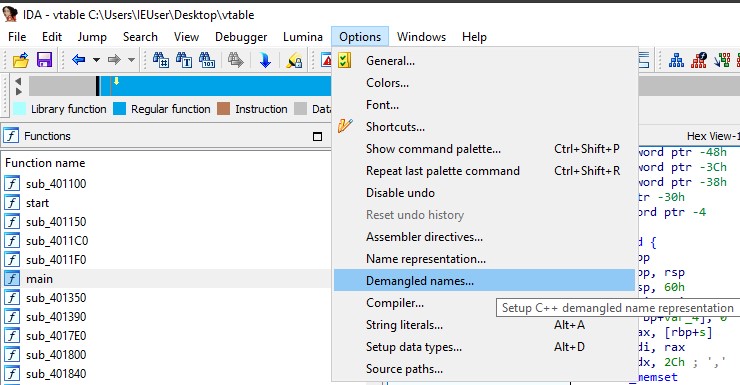 IDA - vtable C:\Users\IEUser\Desktop\vtable
File Edit Jump Search View Debugger Lumina Options Windows Help
Library function Regular function Instruction Data
Functions
Hex View-1
Function name
sub_401100
start
sub_401150
sub_4011C0
sub_4011F0
main
sub_401350
sub_401390
sub_4017E0
sub_401800
sub_401840
General...
Colors...
Font...
Shortcuts...
Show command palette... Ctrl+Shift+P
Repeat last palette command Ctrl+Shift+R
Disable undo
Reset undo history
Assembler directives...
Name representation...
Demangled names...
Setup C++ demangled name representation
Compiler...
String literals... Alt+A
Setup data types... Alt+D
Source paths...
word ptr -48h
word ptr -3Ch
word ptr -38h
tr -30h
ord ptr -4
d {
bp
bp, rsp
sp, 60h
bp+var_4], 0
ax, [rbp+s]
di, rax
dx, 2Ch ; ','
memset